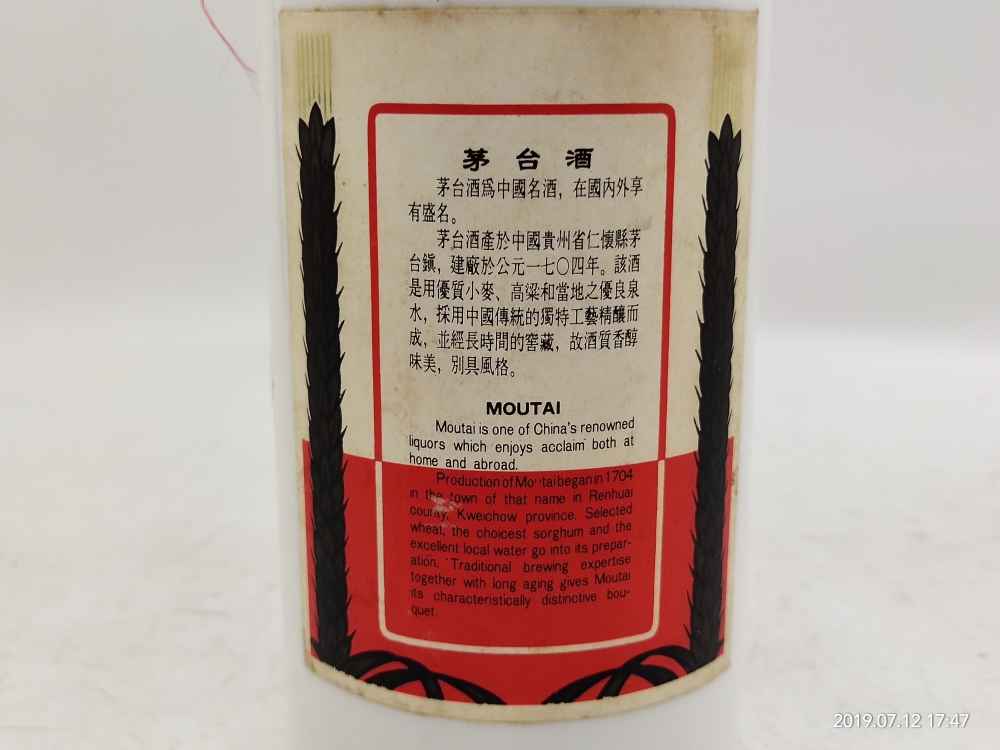 茅台酒
茅台酒爲中國名酒，在國內外享
有盛名。
茅台酒產於中國貴州省仁懷縣茅
台鎮，建廠於公元一七〇四年。該酒
是用優質小麥、高粱和當地之優良泉
水，採用中國傳統的獨特工藝精釀而
成，並經長時間的窖藏，故酒質香醇
味美，別具風格。
MOUTAI
Moutai is one of China's renowned
liquors which enjoys acclaim both at
home and abroad.
Production of Moutai began in 1704
in the town of that name in Renhuai
county, Kweichow province. Selected
wheat, the choicest sorghum and the
excellent local water go into its prepar-
ation. Traditional brewing expertise
together with long aging gives Moutai
its characteristically distinctive bou-
quet.
2019.07.12 17:47